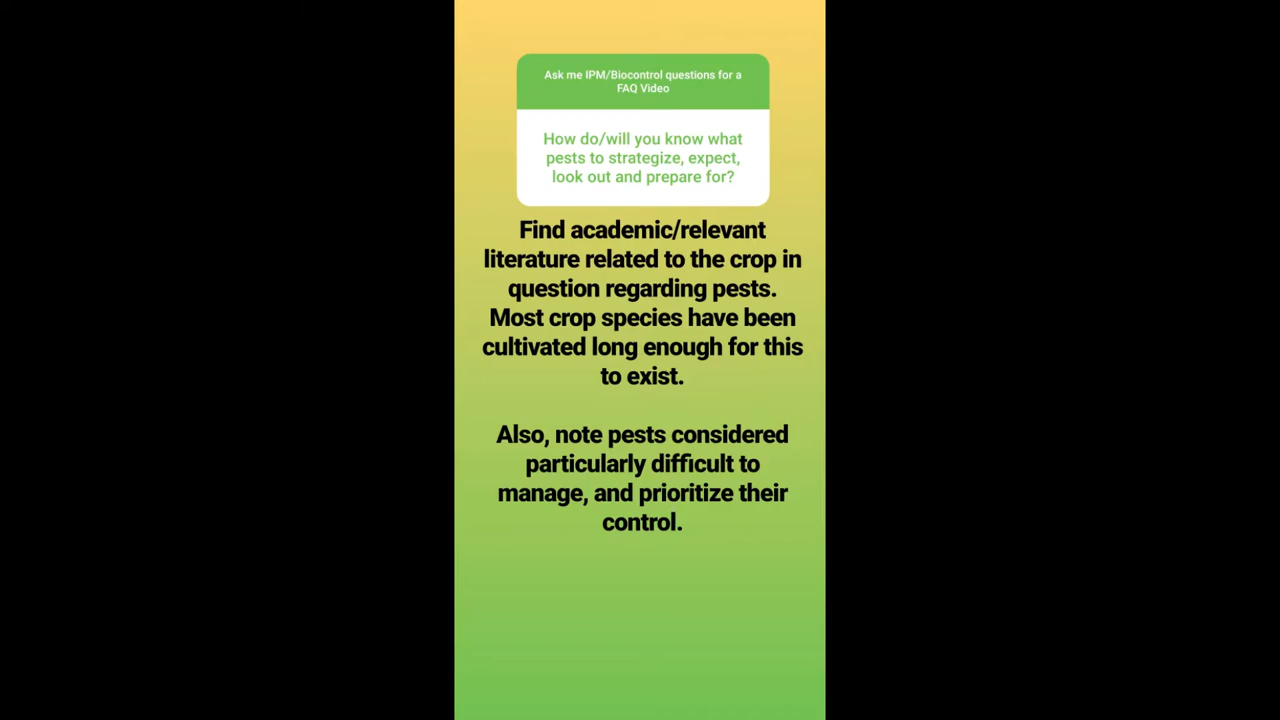 Ask me IPM/Biocontrol questions for a
FAQ Video
How do/will you know what
pests to strategize, expect,
look out and prepare for?
Find academic/relevant
literature related to the crop in
question regarding pests.
Most crop species have been
cultivated long enough for this
to exist.
Also, note pests considered
particularly difficult to
manage, and prioritize their
control.